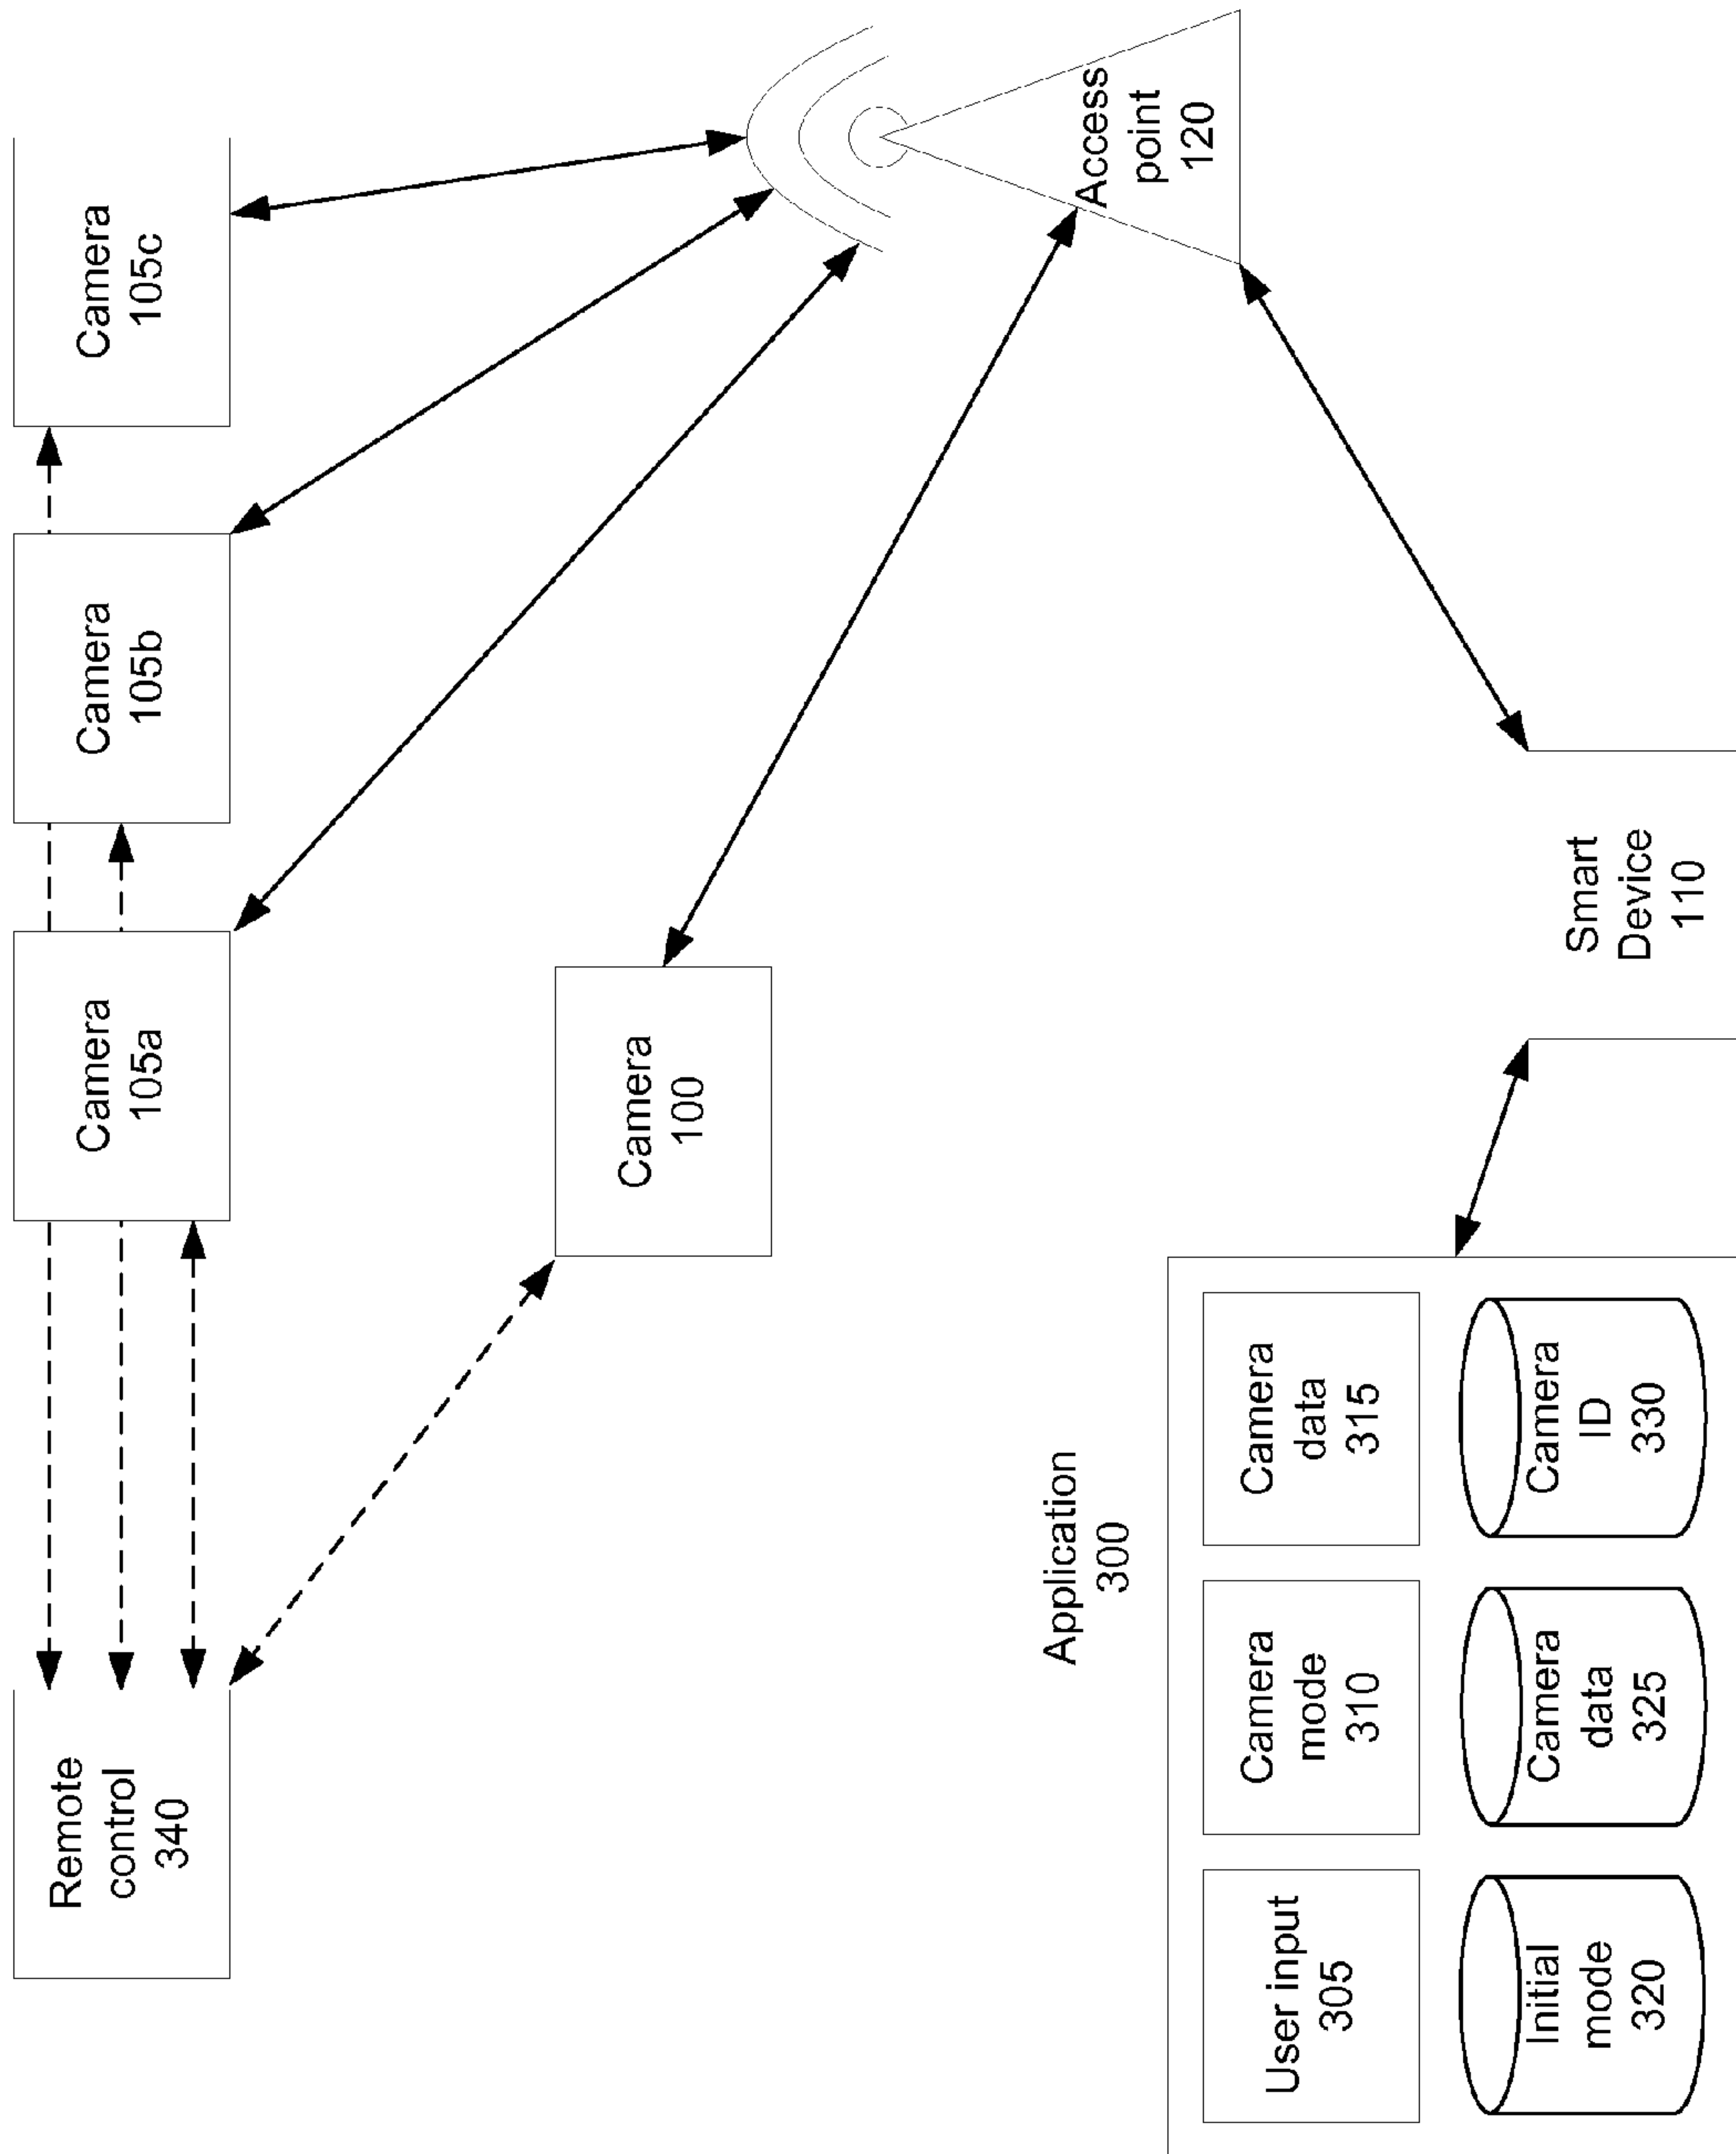 Remote
control
340
Camera
105a
Camera
105b
Camera
105c
Camera
100
Access
point
120
Application
300
User input
305
Camera
mode
310
Camera
data
315
Initial
mode
320
Camera
data
325
Camera
ID
330
Smart
Device
110